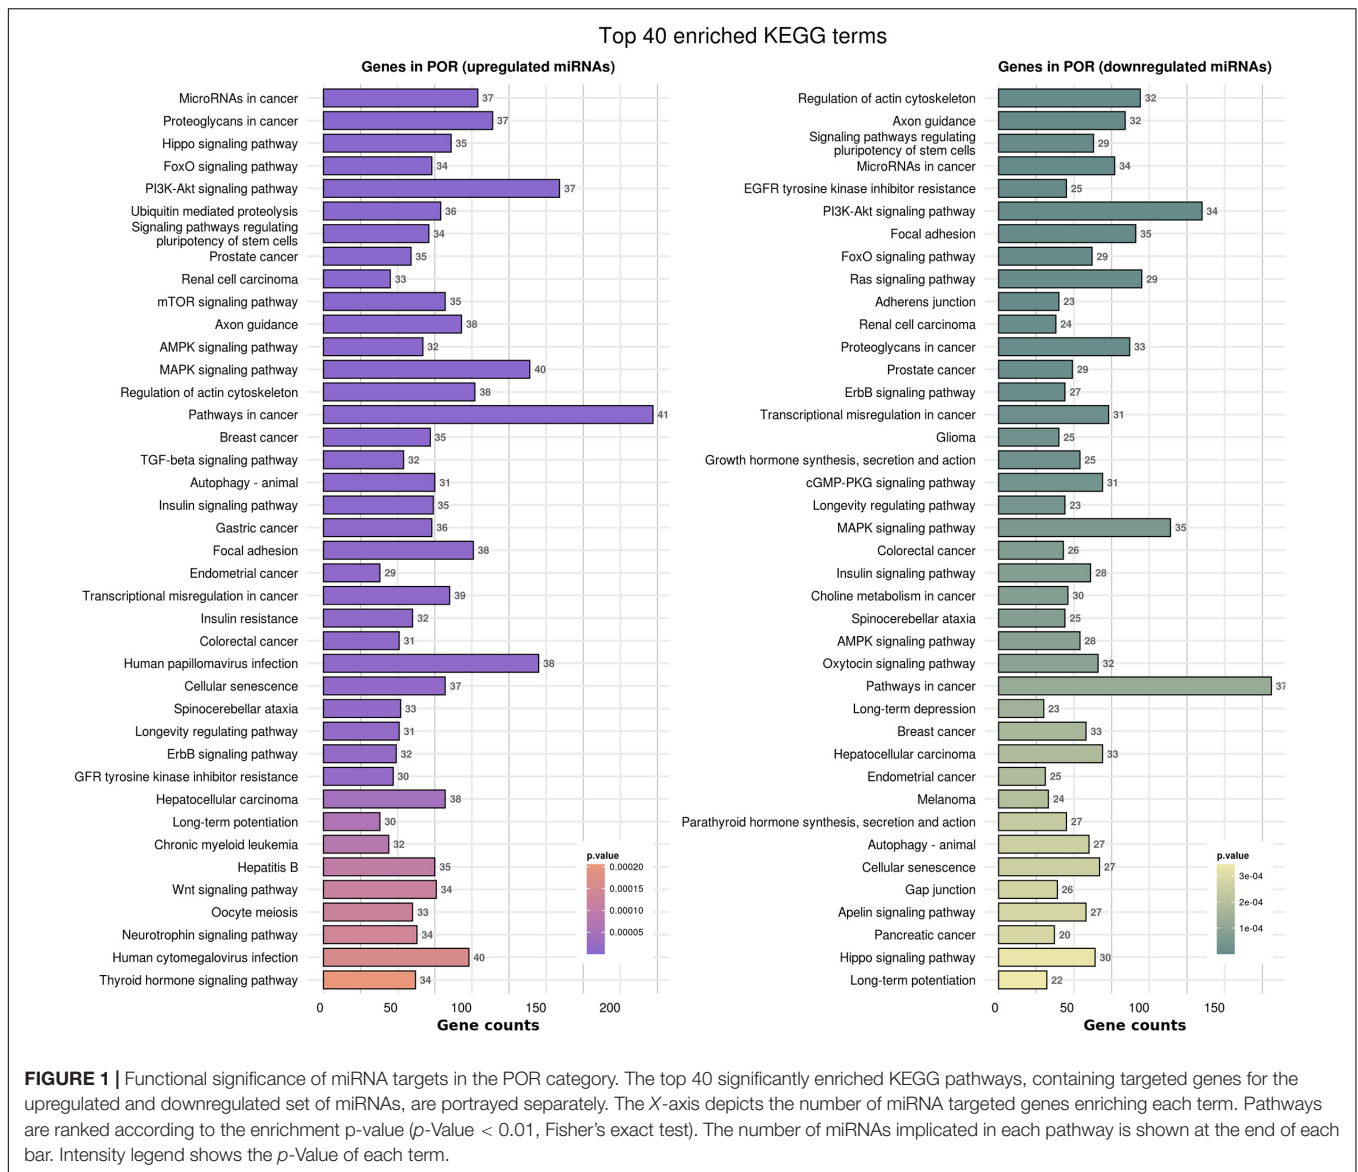 Top 40 enriched KEGG terms
Genes in POR (upregulated miRNAs)
MicroRNAs in cancer 37
Proteoglycans in cancer 37
Hippo signaling pathway 35
FoxO signaling pathway 34
PI3K-Akt signaling pathway 37
Ubiquitin mediated proteolysis 36
Signaling pathways regulating
pluripotency of stem cells 34
Prostate cancer 35
Renal cell carcinoma 33
mTOR signaling pathway 35
Axon guidance 38
AMPK signaling pathway 32
MAPK signaling pathway 40
Regulation of actin cytoskeleton 38
Pathways in cancer 41
Breast cancer 35
TGF-beta signaling pathway 32
Autophagy - animal 31
Insulin signaling pathway 35
Gastric cancer 36
Focal adhesion 38
Endometrial cancer 29
Transcriptional misregulation in cancer 39
Insulin resistance 32
Colorectal cancer 31
Human papillomavirus infection 38
Cellular senescence 37
Spinocerebellar ataxia 33
Longevity regulating pathway 31
ErbB signaling pathway 32
GFR tyrosine kinase inhibitor resistance 30
Hepatocellular carcinoma 38
Long-term potentiation 30
Chronic myeloid leukemia 32
Hepatitis B 35
Wnt signaling pathway 34
Oocyte meiosis 33
Neurotrophin signaling pathway 34
Human cytomegalovirus infection 40
Thyroid hormone signaling pathway 34
p.value
0.00020
0.00015
0.00010
0.00005
0 50 100 150 200
Gene counts
Genes in POR (downregulated miRNAs)
Regulation of actin cytoskeleton 32
Axon guidance 32
Signaling pathways regulating
pluripotency of stem cells 29
MicroRNAs in cancer 34
EGFR tyrosine kinase inhibitor resistance 25
PI3K-Akt signaling pathway 34
Focal adhesion 35
FoxO signaling pathway 29
Ras signaling pathway 29
Adherens junction 23
Renal cell carcinoma 24
Proteoglycans in cancer 33
Prostate cancer 29
ErbB signaling pathway 27
Transcriptional misregulation in cancer 31
Glioma 25
Growth hormone synthesis, secretion and action 25
cGMP-PKG signaling pathway 31
Longevity regulating pathway 23
MAPK signaling pathway 35
Colorectal cancer 26
Insulin signaling pathway 28
Choline metabolism in cancer 30
Spinocerebellar ataxia 25
AMPK signaling pathway 28
Oxytocin signaling pathway 32
Pathways in cancer 37
Long-term depression 23
Breast cancer 33
Hepatocellular carcinoma 33
Endometrial cancer 25
Melanoma 24
Parathyroid hormone synthesis, secretion and action 27
Autophagy - animal 27
Cellular senescence 27
Gap junction 26
Apelin signaling pathway 27
Pancreatic cancer 20
Hippo signaling pathway 30
Long-term potentiation 22
p.value
3e-04
2e-04
1e-04
0 50 100 150
Gene counts
FIGURE 1 | Functional significance of miRNA targets in the POR category. The top 40 significantly enriched KEGG pathways, containing targeted genes for the
upregulated and downregulated set of miRNAs, are portrayed separately. The X-axis depicts the number of miRNA targeted genes enriching each term. Pathways
are ranked according to the enrichment p-value (p-Value < 0.01, Fisher's exact test). The number of miRNAs implicated in each pathway is shown at the end of each
bar. Intensity legend shows the p-Value of each term.